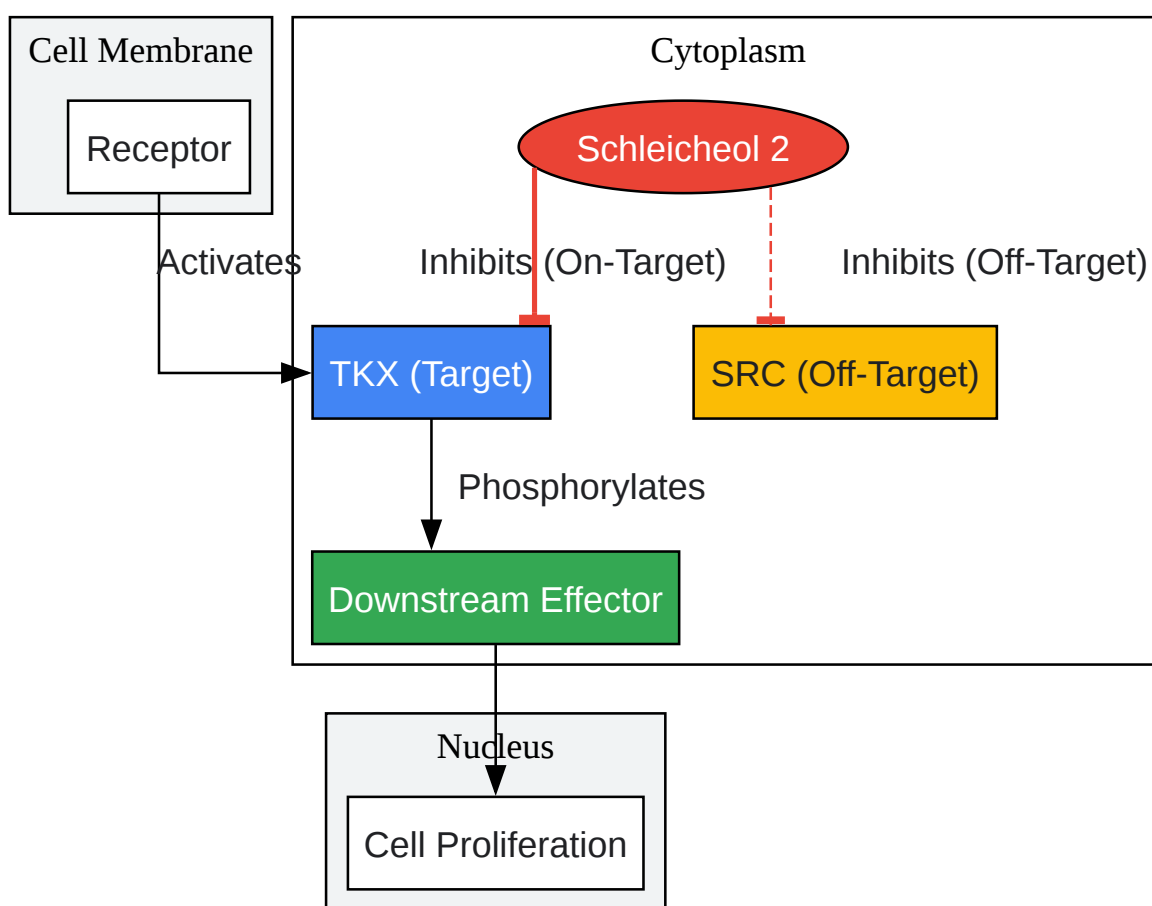 Cell Membrane
Cytoplasm
Receptor
Schleicheol 2
Activates
Inhibits (On-Target)
Inhibits (Off-Target)
TKX (Target)
SRC (Off-Target)
Phosphorylates
Downstream Effector
Nucleus
Cell Proliferation